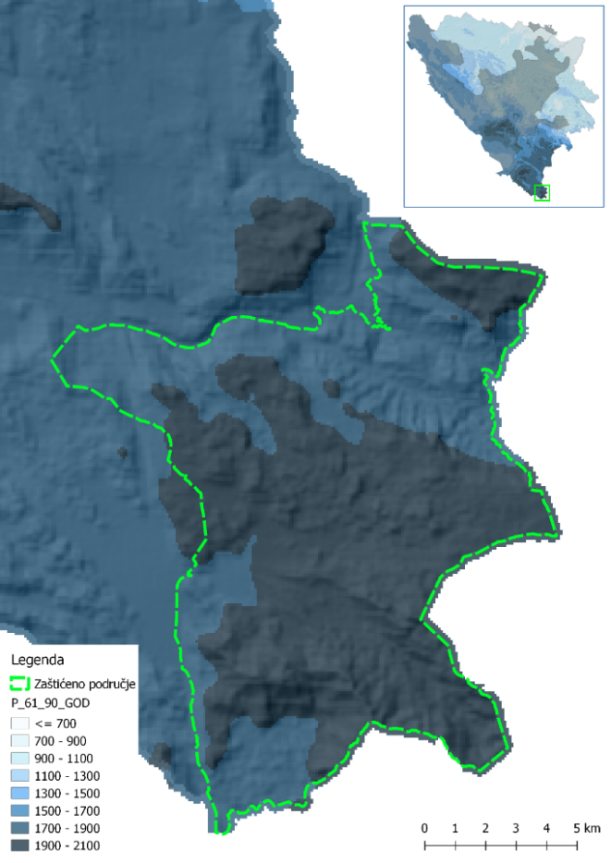 Legenda
Zaštićeno područje
P_61_90_GOD
<= 700
700 - 900
900 - 1100
1100 - 1300
1300 - 1500
1500 - 1700
1700 - 1900
1900 - 2100
0 1 2 3 4 5 km